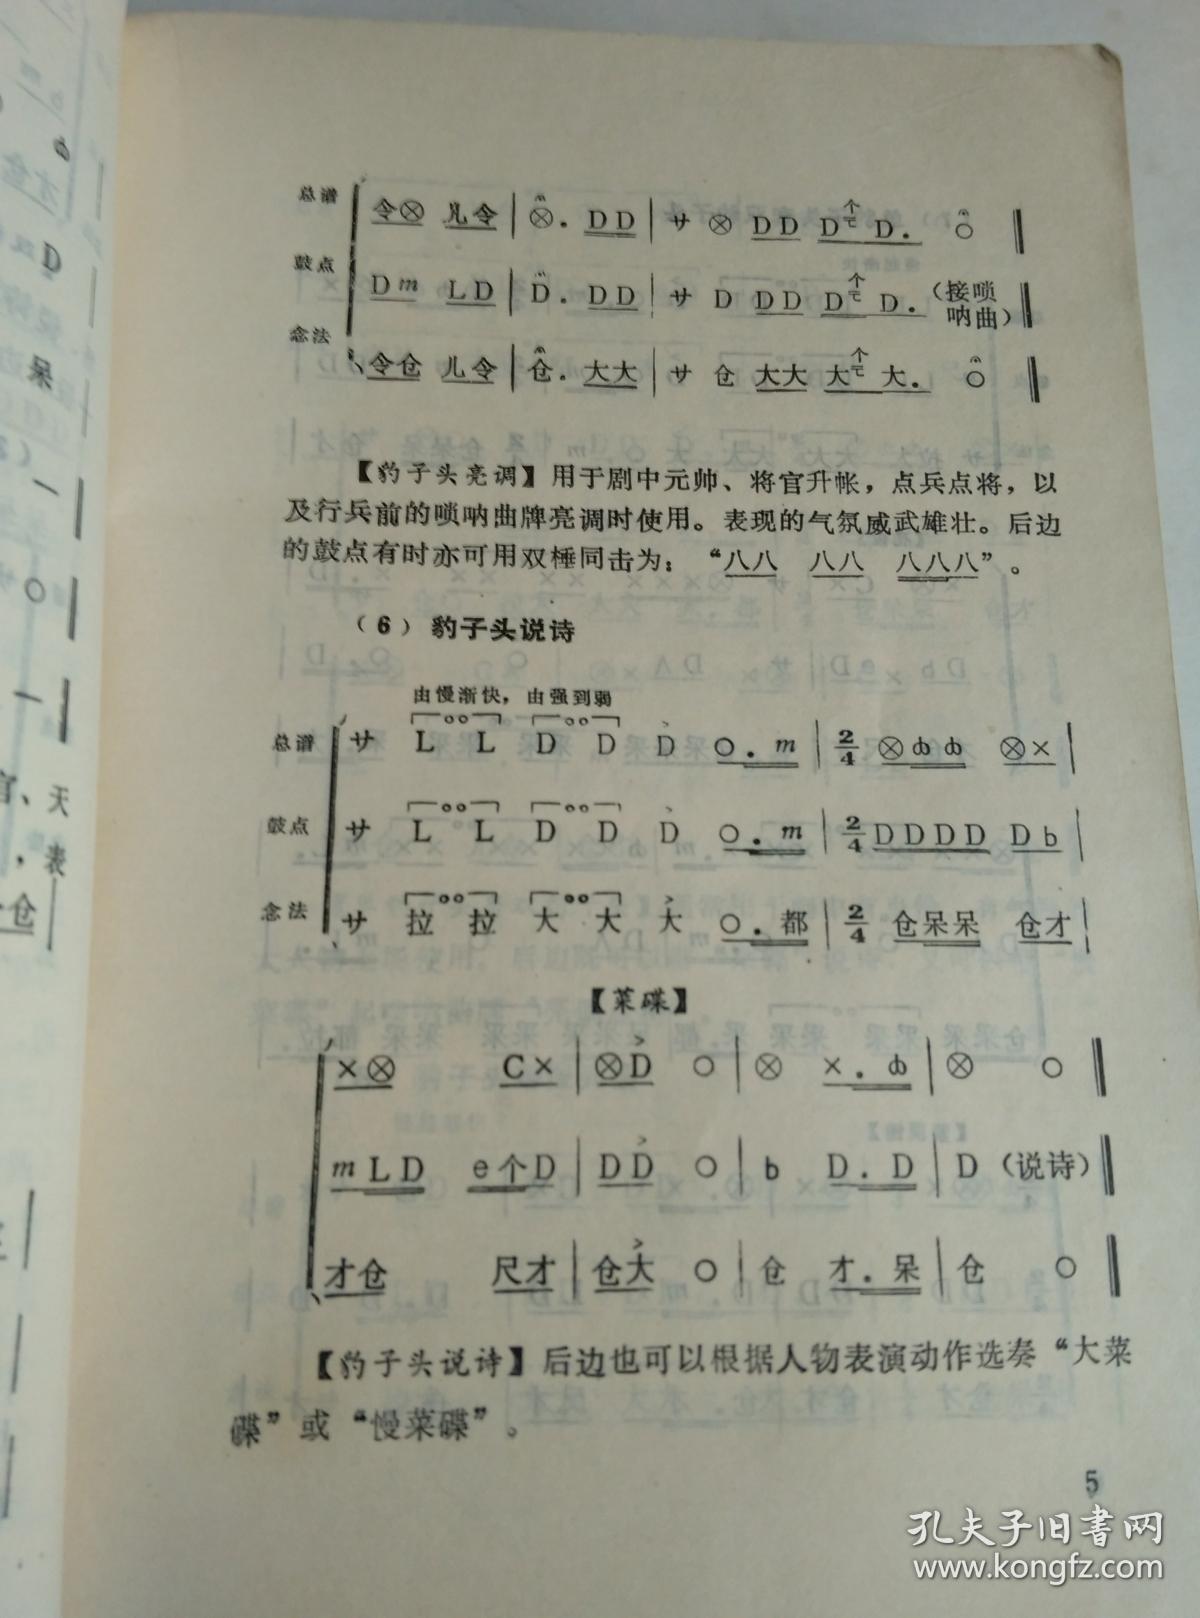 总谱 令⊗ 儿令 | ⊗. DD | サ ⊗ DD D个七 D. ○ ‖
鼓点 Dm LD | D. DD | サ D DD D个七 D. (接唢呐曲) ‖
念法 令仓 儿令 | 仓. 大大 | サ 仓 大大 大个七 大. ○ ‖
【豹子头亮调】用于剧中元帅、将官升帐，点兵点将，以
及行兵前的唢呐曲牌亮调时使用。表现的气氛威武雄壮。后边
的鼓点有时亦可用双棰同击为：“八八 八八 八八八”。
（6）豹子头说诗
由慢渐快，由强到弱
总谱 サ L L D D D ○.m | 2/4 ⊗ȸȸ ⊗× |
鼓点 サ L L D D D ○.m | 2/4 DDDD Db |
念法 サ 拉 拉 大 大 大 ○.都 | 2/4 仓呆呆 仓才 |
【菜碟】
×⊗ C× | ⊗D ○ | ⊗ ×.ȸ | ⊗ ○ ‖
mLD e个D | DD ○ | b D.D | D (说诗) ‖
才仓 尺才 | 仓大 ○ | 仓 才.呆 | 仓 ○ ‖
【豹子头说诗】后边也可以根据人物表演动作选奏“大菜
碟”或“慢菜碟”。
5
孔夫子旧书网
www.kongfz.com